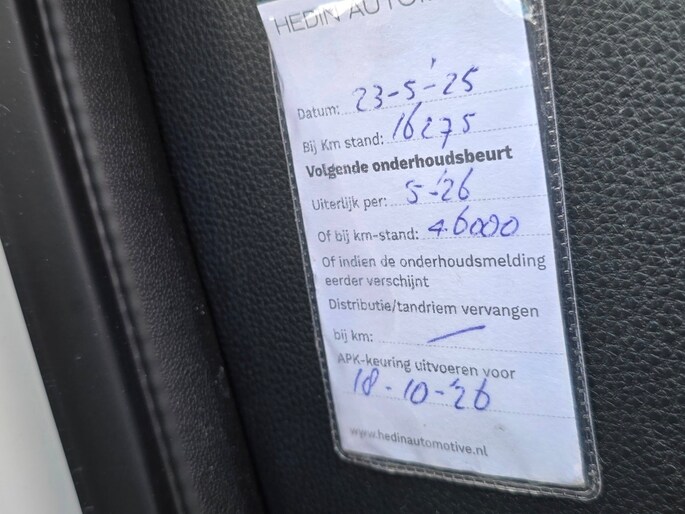 HEDIN AUTOM
Datum: 23-5-'25
Bij Km stand: 16275
Volgende onderhoudsbeurt
Uiterlijk per: 5-'26
Of bij km-stand: 46000
Of indien de onderhoudsmelding
eerder verschijnt
Distributie/tandriem vervangen
bij km: —
APK-keuring uitvoeren voor
18-10-'26
www.hedinautomotive.nl